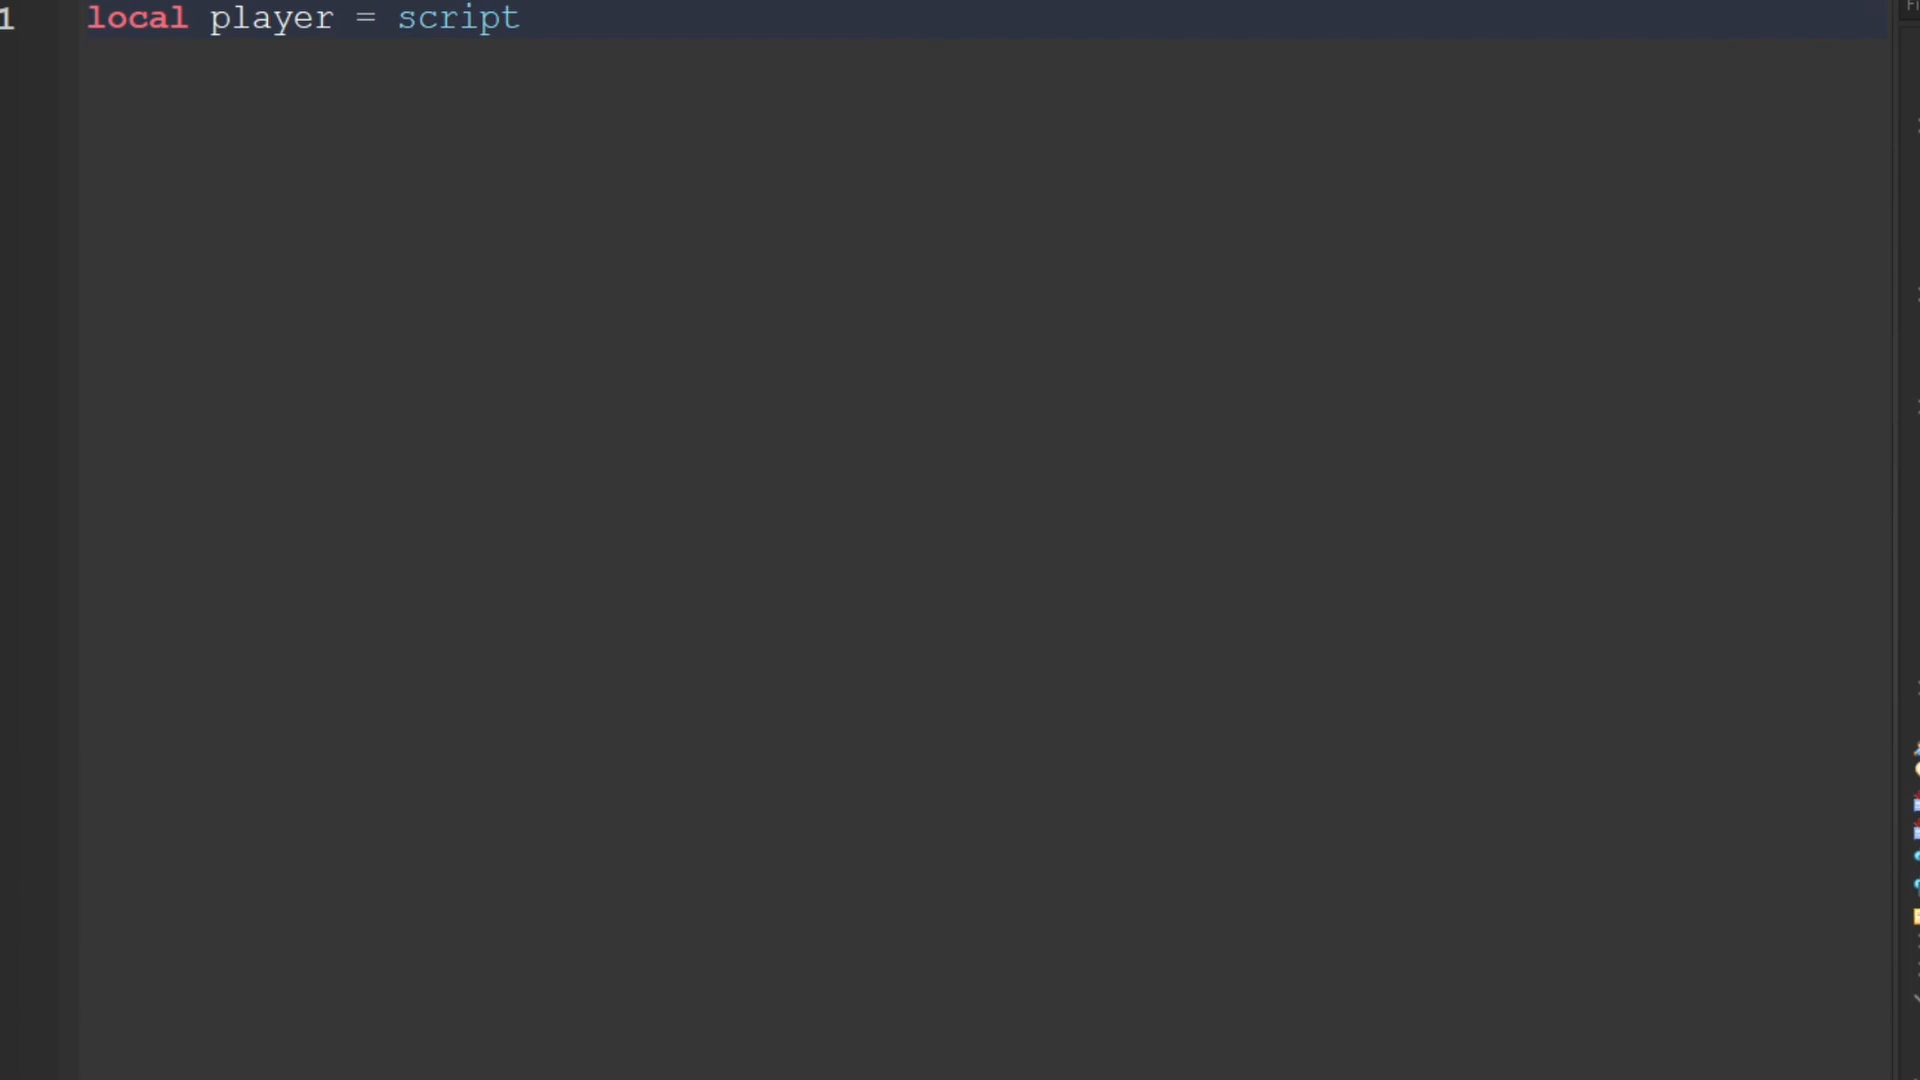 1 local player = script